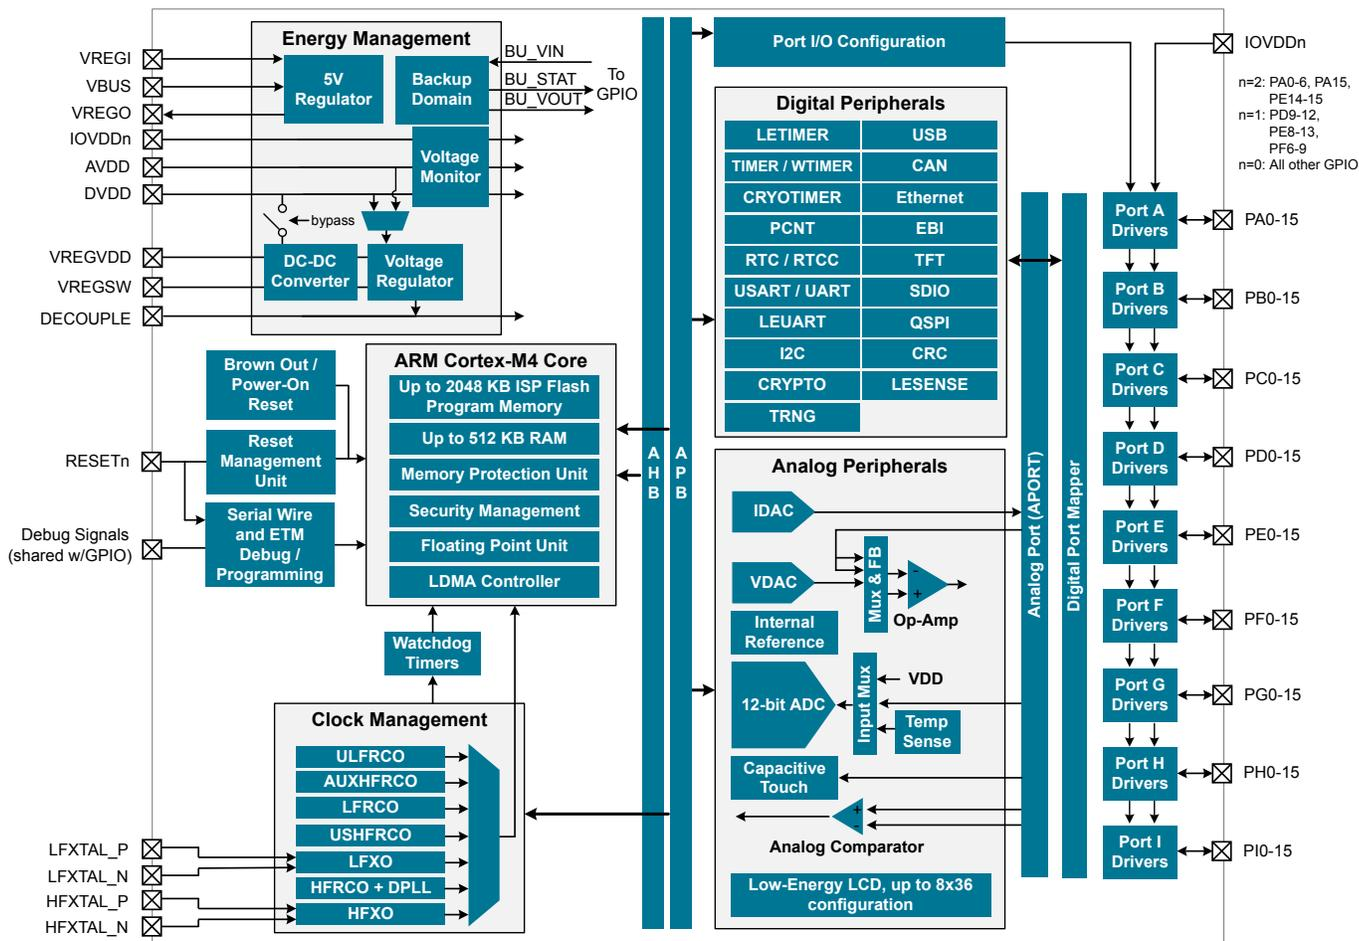 VREGI
VBUS
VREGO
IOVDDn
AVDD
DVDD
VREGVDD
VREGSW
DECOUPLE
Energy Management
5V
Regulator
Backup
Domain
BU_VIN
BU_STAT
BU_VOUT
To
GPIO
Voltage
Monitor
bypass
DC-DC
Converter
Voltage
Regulator
Brown Out /
Power-On
Reset
Reset
Management
Unit
Serial Wire
and ETM
Debug /
Programming
RESETn
Debug Signals
(shared w/GPIO)
ARM Cortex-M4 Core
Up to 2048 KB ISP Flash
Program Memory
Up to 512 KB RAM
Memory Protection Unit
Security Management
Floating Point Unit
LDMA Controller
Watchdog
Timers
Clock Management
ULFRCO
AUXHFRCO
LFRCO
USHFRCO
LFXO
HFRCO + DPLL
HFXO
LFXTAL_P
LFXTAL_N
HFXTAL_P
HFXTAL_N
A
H
B
A
P
B
Port I/O Configuration
Digital Peripherals
LETIMER
USB
TIMER / WTIMER
CAN
CRYOTIMER
Ethernet
PCNT
EBI
RTC / RTCC
TFT
USART / UART
SDIO
LEUART
QSPI
I2C
CRC
CRYPTO
LESENSE
TRNG
Analog Peripherals
IDAC
VDAC
Mux & FB
-
+
Op-Amp
Internal
Reference
12-bit ADC
Input Mux
VDD
Temp
Sense
Capacitive
Touch
+
-
Analog Comparator
Low-Energy LCD, up to 8x36
configuration
Analog Port (APORT)
Digital Port Mapper
IOVDDn
n=2: PA0-6, PA15,
PE14-15
n=1: PD9-12,
PE8-13,
PF6-9
n=0: All other GPIO
Port A
Drivers
PA0-15
Port B
Drivers
PB0-15
Port C
Drivers
PC0-15
Port D
Drivers
PD0-15
Port E
Drivers
PE0-15
Port F
Drivers
PF0-15
Port G
Drivers
PG0-15
Port H
Drivers
PH0-15
Port I
Drivers
PI0-15